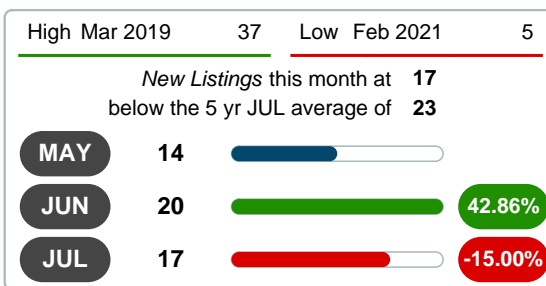 High Mar 2019 37 Low Feb 2021 5
New Listings this month at 17
below the 5 yr JUL average of 23
MAY 14
JUN 20 42.86%
JUL 17 -15.00%